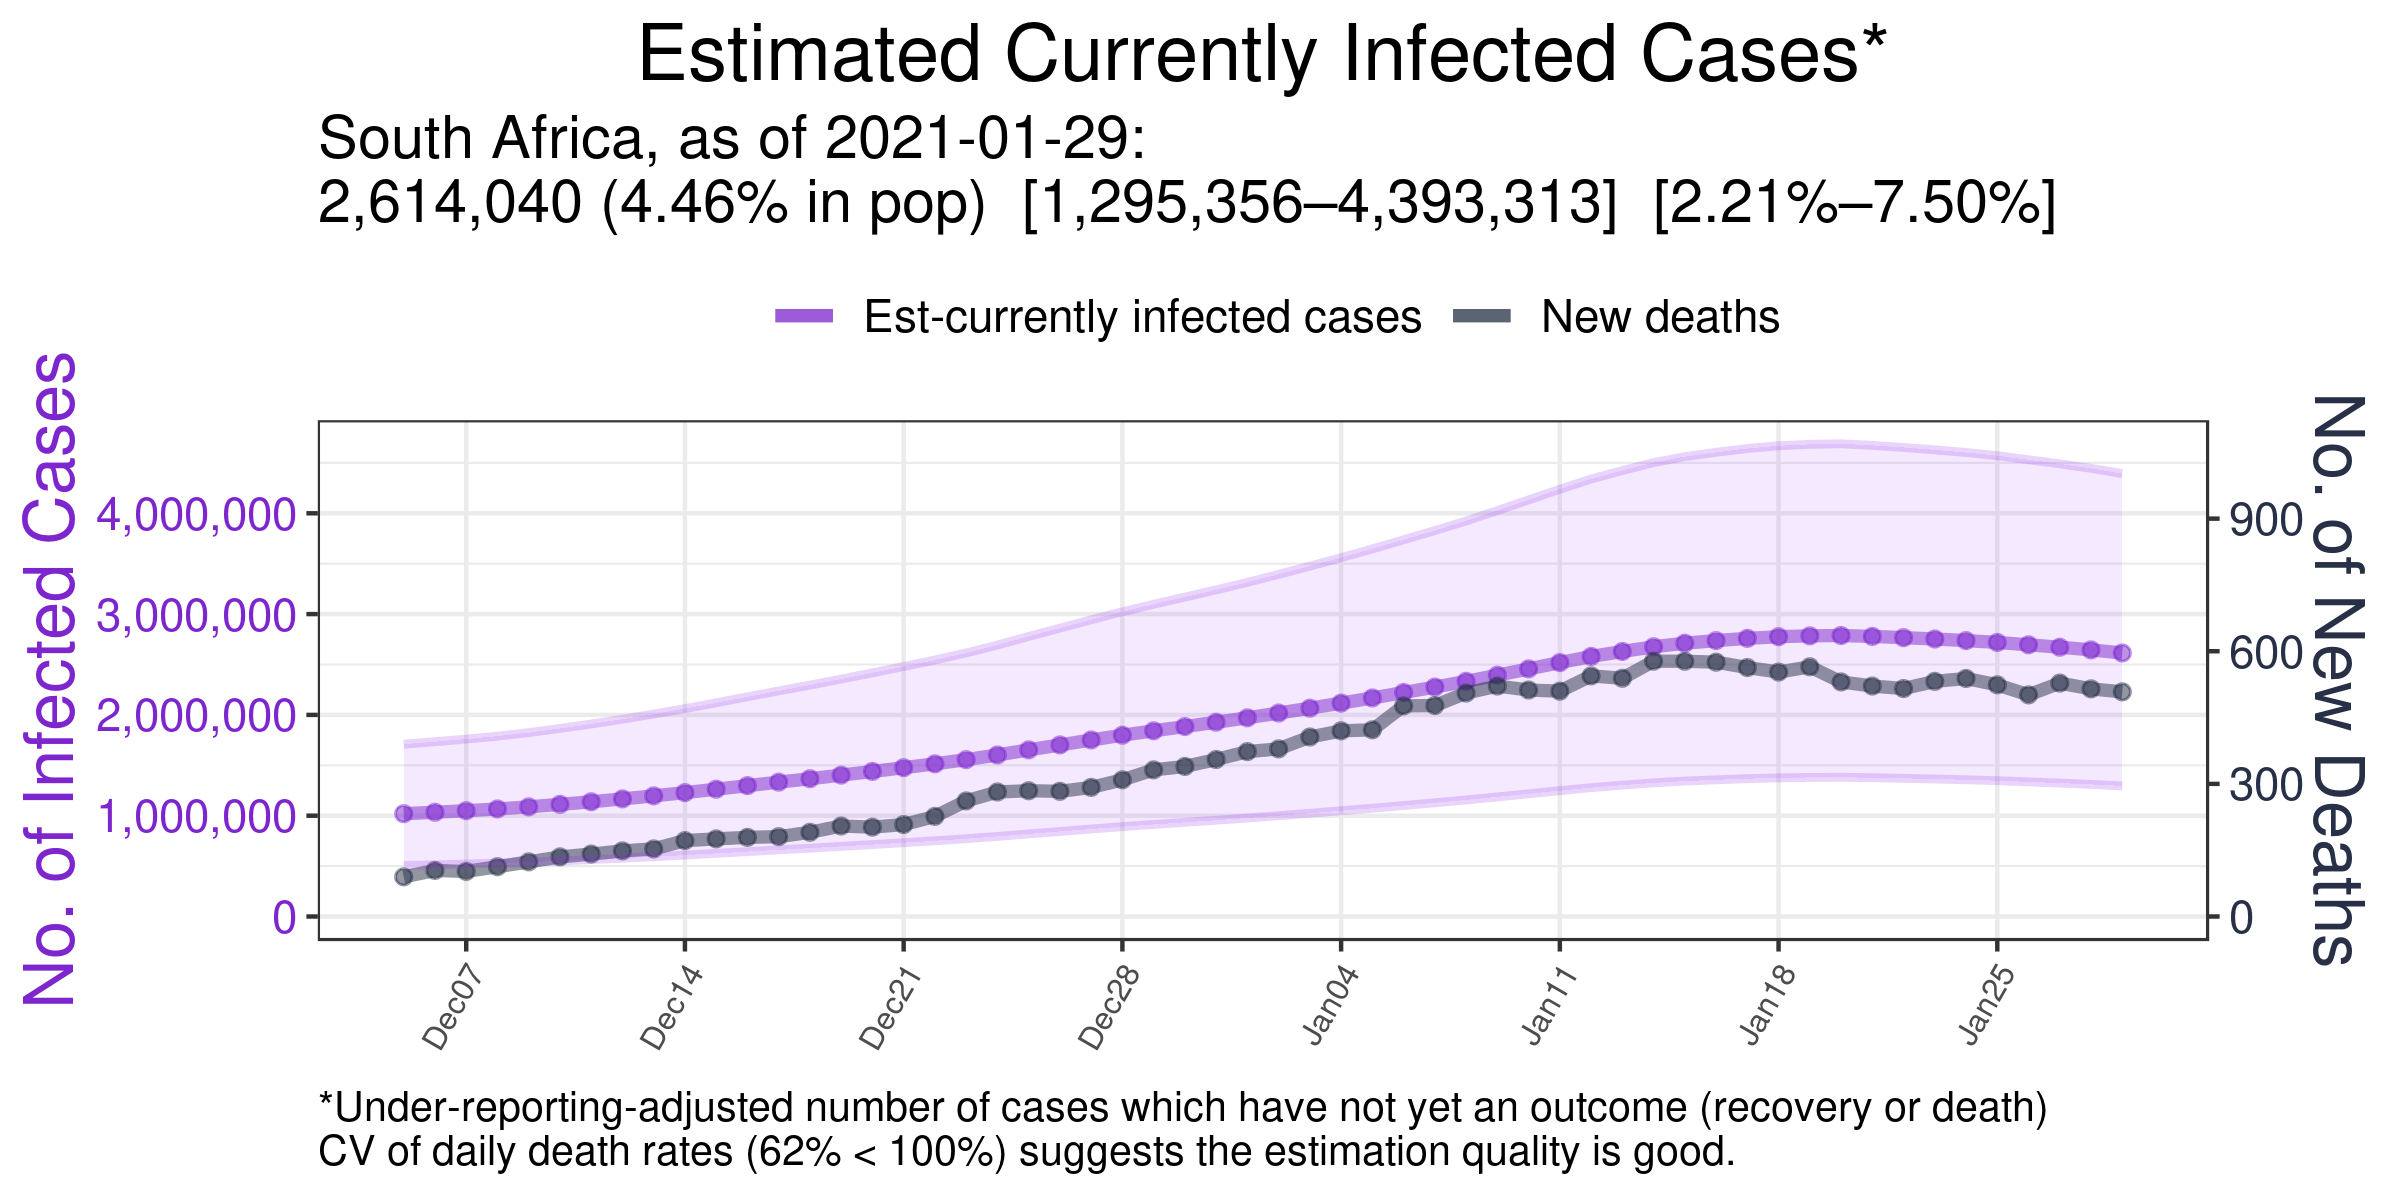 Estimated Currently Infected Cases*
South Africa, as of 2021-01-29:
2,614,040 (4.46% in pop) [1,295,356–4,393,313] [2.21%–7.50%]
Est-currently infected cases
New deaths
No. of Infected Cases
4,000,000
3,000,000
2,000,000
1,000,000
0
900
600
300
0
No. of New Deaths
Dec07
Dec14
Dec21
Dec28
Jan04
Jan11
Jan18
Jan25
*Under-reporting-adjusted number of cases which have not yet an outcome (recovery or death)
CV of daily death rates (62% < 100%) suggests the estimation quality is good.